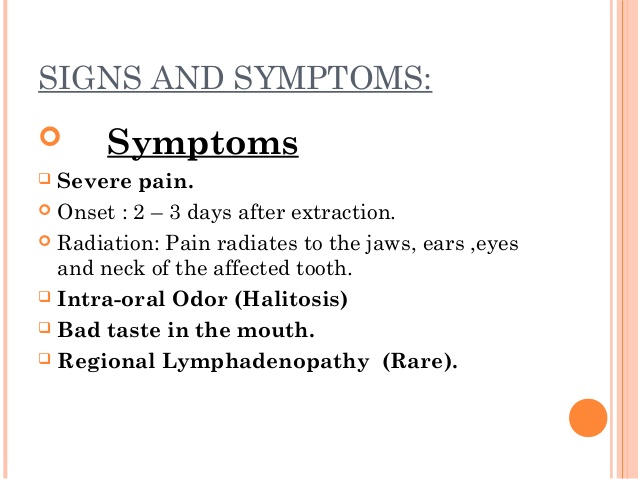 SIGNS AND SYMPTOMS:
Symptoms
Severe pain.
Onset : 2 – 3 days after extraction.
Radiation: Pain radiates to the jaws, ears ,eyes
and neck of the affected tooth.
Intra-oral Odor (Halitosis)
Bad taste in the mouth.
Regional Lymphadenopathy (Rare).